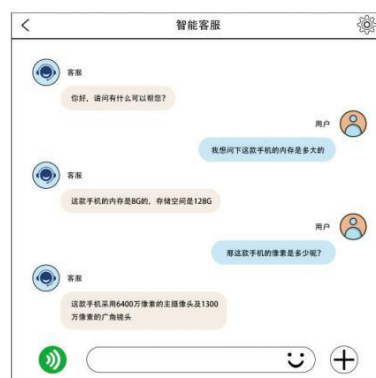 智能客服
客服
你好，请问有什么可以帮您？
用户
我想问下这款手机的内存是多大的
客服
这款手机的内存是8G的，存储空间是128G
用户
那这款手机的像素是多少呢？
客服
这款手机采用6400万像素的主摄像头及1300
万像素的广角镜头